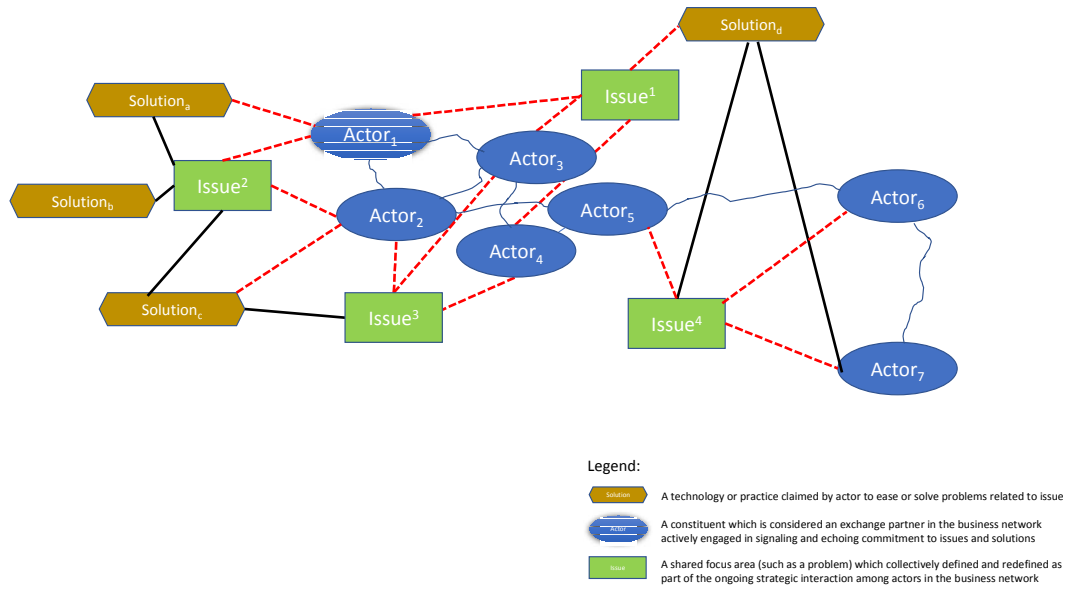 Solution_d
Issue^1
Solution_a
Actor_1
Actor_3
Issue^2
Solution_b
Actor_2
Actor_5
Actor_6
Actor_4
Solution_c
Issue^3
Issue^4
Actor_7
Legend:
Solution
A technology or practice claimed by actor to ease or solve problems related to issue
Actor
A constituent which is considered an exchange partner in the business network
actively engaged in signaling and echoing commitment to issues and solutions
Issue
A shared focus area (such as a problem) which collectively defined and redefined as
part of the ongoing strategic interaction among actors in the business network